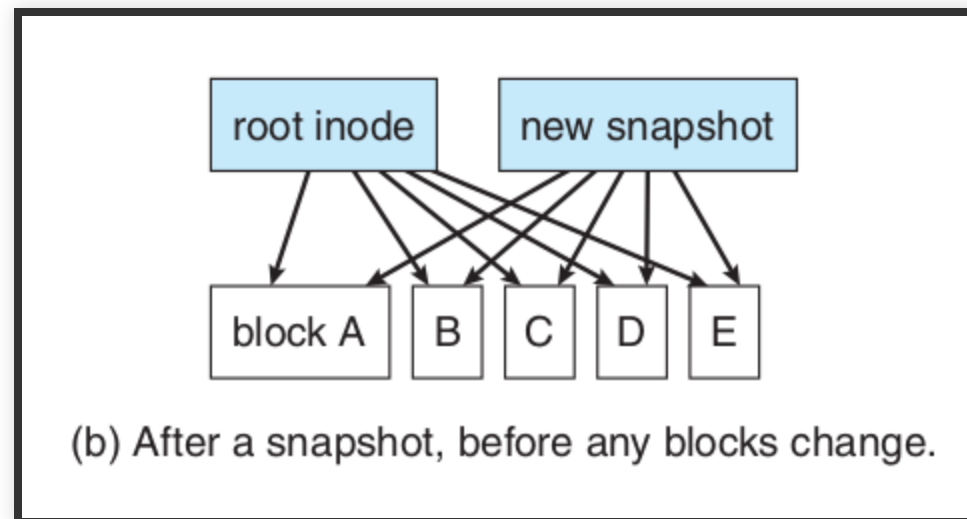 root inode
new snapshot
block A
B
C
D
E
(b) After a snapshot, before any blocks change.